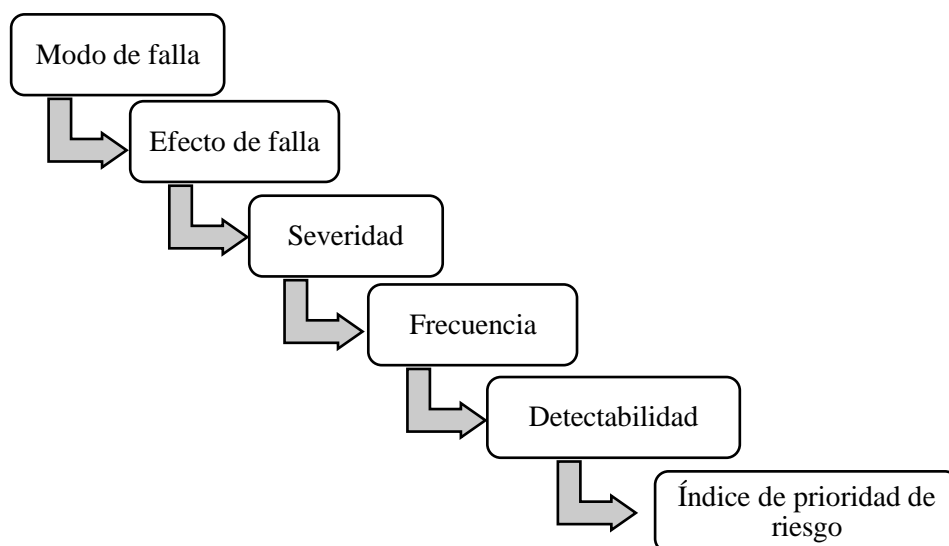 Modo de falla
Efecto de falla
Severidad
Frecuencia
Detectabilidad
Índice de prioridad de
riesgo